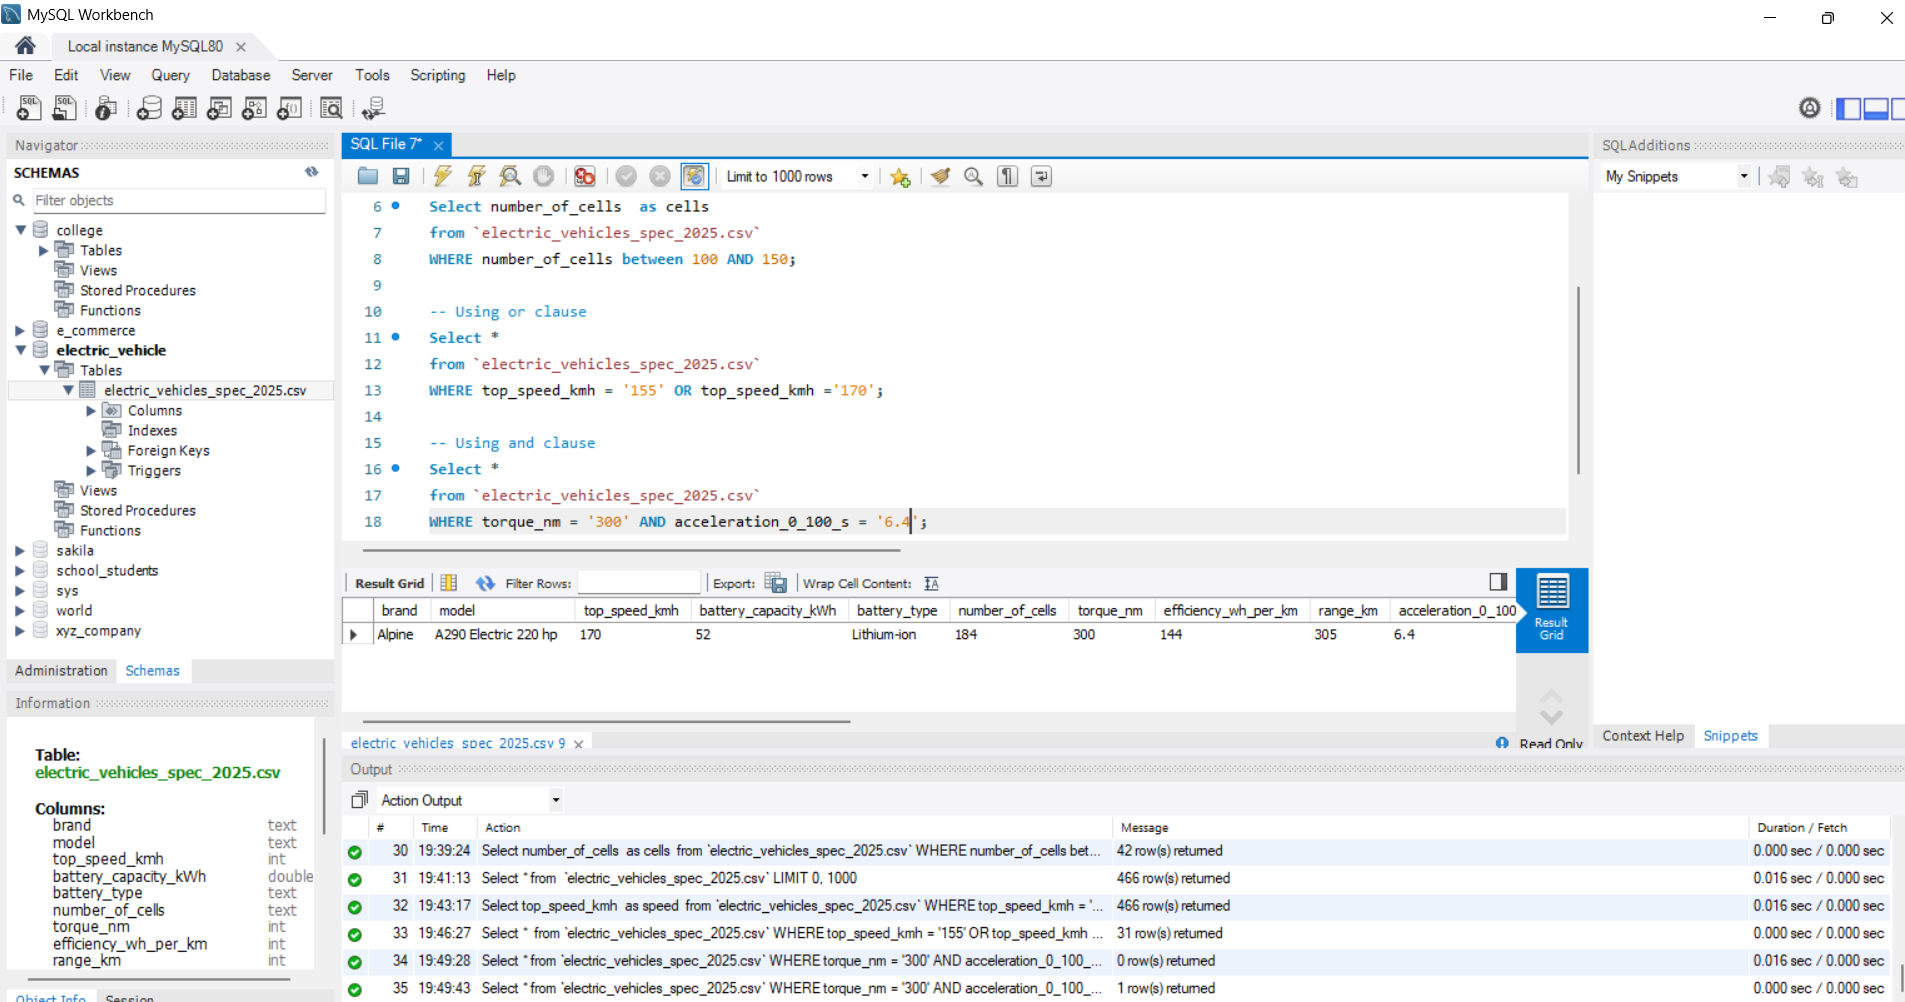 MySQL Workbench
Local instance MySQL80
File Edit View Query Database Server Tools Scripting Help
Navigator
SCHEMAS
Filter objects
college
Tables
Views
Stored Procedures
Functions
e_commerce
electric_vehicle
Tables
electric_vehicles_spec_2025.csv
Columns
Indexes
Foreign Keys
Triggers
Views
Stored Procedures
Functions
sakila
school_students
sys
world
xyz_company
Administration Schemas
Information
Table:
electric_vehicles_spec_2025.csv
Columns:
brand text
model text
top_speed_kmh int
battery_capacity_kWh double
battery_type text
number_of_cells text
torque_nm int
efficiency_wh_per_km int
range_km int
Object Info Session
SQL File 7*
Limit to 1000 rows
6 Select number_of_cells as cells
7 from `electric_vehicles_spec_2025.csv`
8 WHERE number_of_cells between 100 AND 150;
9
10 -- Using or clause
11 Select *
12 from `electric_vehicles_spec_2025.csv`
13 WHERE top_speed_kmh = '155' OR top_speed_kmh ='170';
14
15 -- Using and clause
16 Select *
17 from `electric_vehicles_spec_2025.csv`
18 WHERE torque_nm = '300' AND acceleration_0_100_s = '6.4';
Result Grid Filter Rows: Export: Wrap Cell Content:
brand model top_speed_kmh battery_capacity_kWh battery_type number_of_cells torque_nm efficiency_wh_per_km range_km acceleration_0_100
Alpine A290 Electric 220 hp 170 52 Lithium-ion 184 300 144 305 6.4
Result
Grid
electric_vehicles_spec_2025.csv 9
Read Only
SQLAdditions
My Snippets
Context Help Snippets
Output
Action Output
# Time Action Message Duration / Fetch
30 19:39:24 Select number_of_cells as cells from `electric_vehicles_spec_2025.csv` WHERE number_of_cells bet... 42 row(s) returned 0.000 sec / 0.000 sec
31 19:41:13 Select * from `electric_vehicles_spec_2025.csv` LIMIT 0, 1000 466 row(s) returned 0.016 sec / 0.000 sec
32 19:43:17 Select top_speed_kmh as speed from `electric_vehicles_spec_2025.csv` WHERE top_speed_kmh = '... 466 row(s) returned 0.016 sec / 0.000 sec
33 19:46:27 Select * from `electric_vehicles_spec_2025.csv` WHERE top_speed_kmh = '155' OR top_speed_kmh ... 31 row(s) returned 0.000 sec / 0.000 sec
34 19:49:28 Select * from `electric_vehicles_spec_2025.csv` WHERE torque_nm = '300' AND acceleration_0_100_... 0 row(s) returned 0.016 sec / 0.000 sec
35 19:49:43 Select * from `electric_vehicles_spec_2025.csv` WHERE torque_nm = '300' AND acceleration_0_100_... 1 row(s) returned 0.000 sec / 0.000 sec